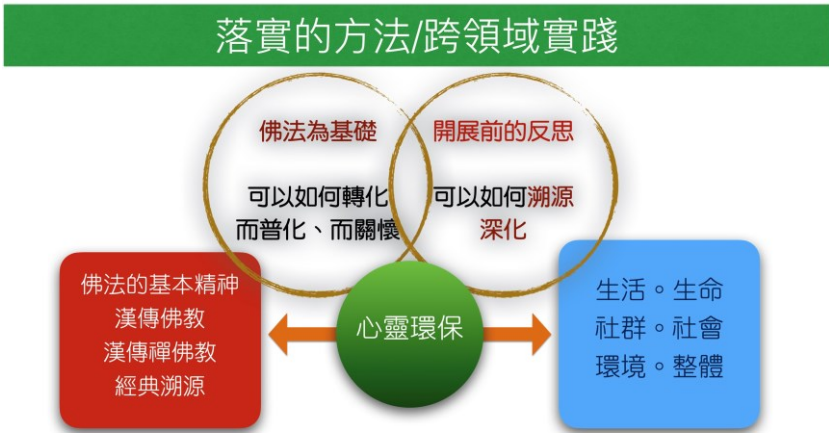 落實的方法/跨領域實踐
佛法為基礎
可以如何轉化
而普化、而關懷
開展前的反思
可以如何溯源
深化
佛法的基本精神
漢傳佛教
漢傳禪佛教
經典溯源
心靈環保
生活。生命
社群。社會
環境。整體